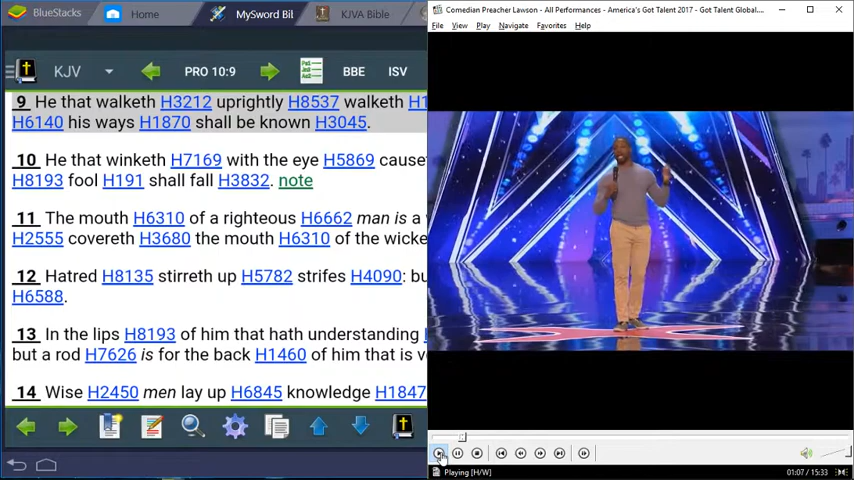 BlueStacks
Home
MySword Bil
KJVA Bible
KJV
PRO 10:9
Par1
BBE
ISV
9 He that walketh H3212 uprightly H8537 walketh H1
H6140 his ways H1870 shall be known H3045.
10 He that winketh H7169 with the eye H5869 cause
H8193 fool H191 shall fall H3832. note
11 The mouth H6310 of a righteous H6662 man is a
H2555 covereth H3680 the mouth H6310 of the wicke
12 Hatred H8135 stirreth up H5782 strifes H4090: bu
H6588.
13 In the lips H8193 of him that hath understanding
but a rod H7626 is for the back H1460 of him that is v
14 Wise H2450 men lay up H6845 knowledge H1847
Comedian Preacher Lawson - All Performances - America's Got Talent 2017 - Got Talent Global....
File View Play Navigate Favorites Help
Playing [H/W]
01:07 / 15:33